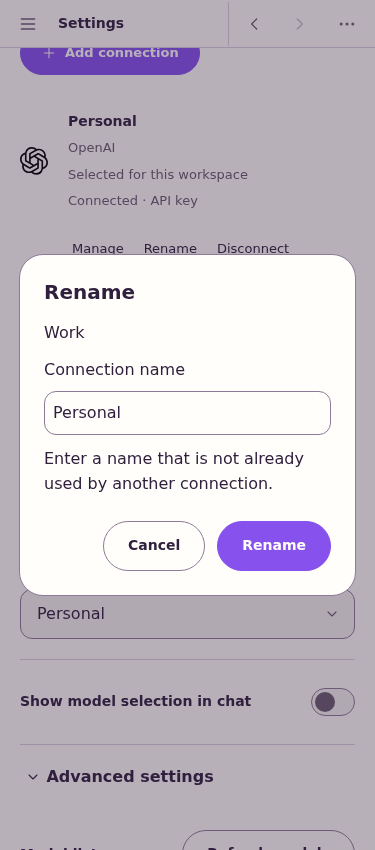 Settings
+ Add connection
Personal
OpenAI
Selected for this workspace
Connected · API key
Manage Rename Disconnect
Rename
Work
Connection name
Personal
Enter a name that is not already
used by another connection.
Cancel Rename
Personal
Show model selection in chat
Advanced settings